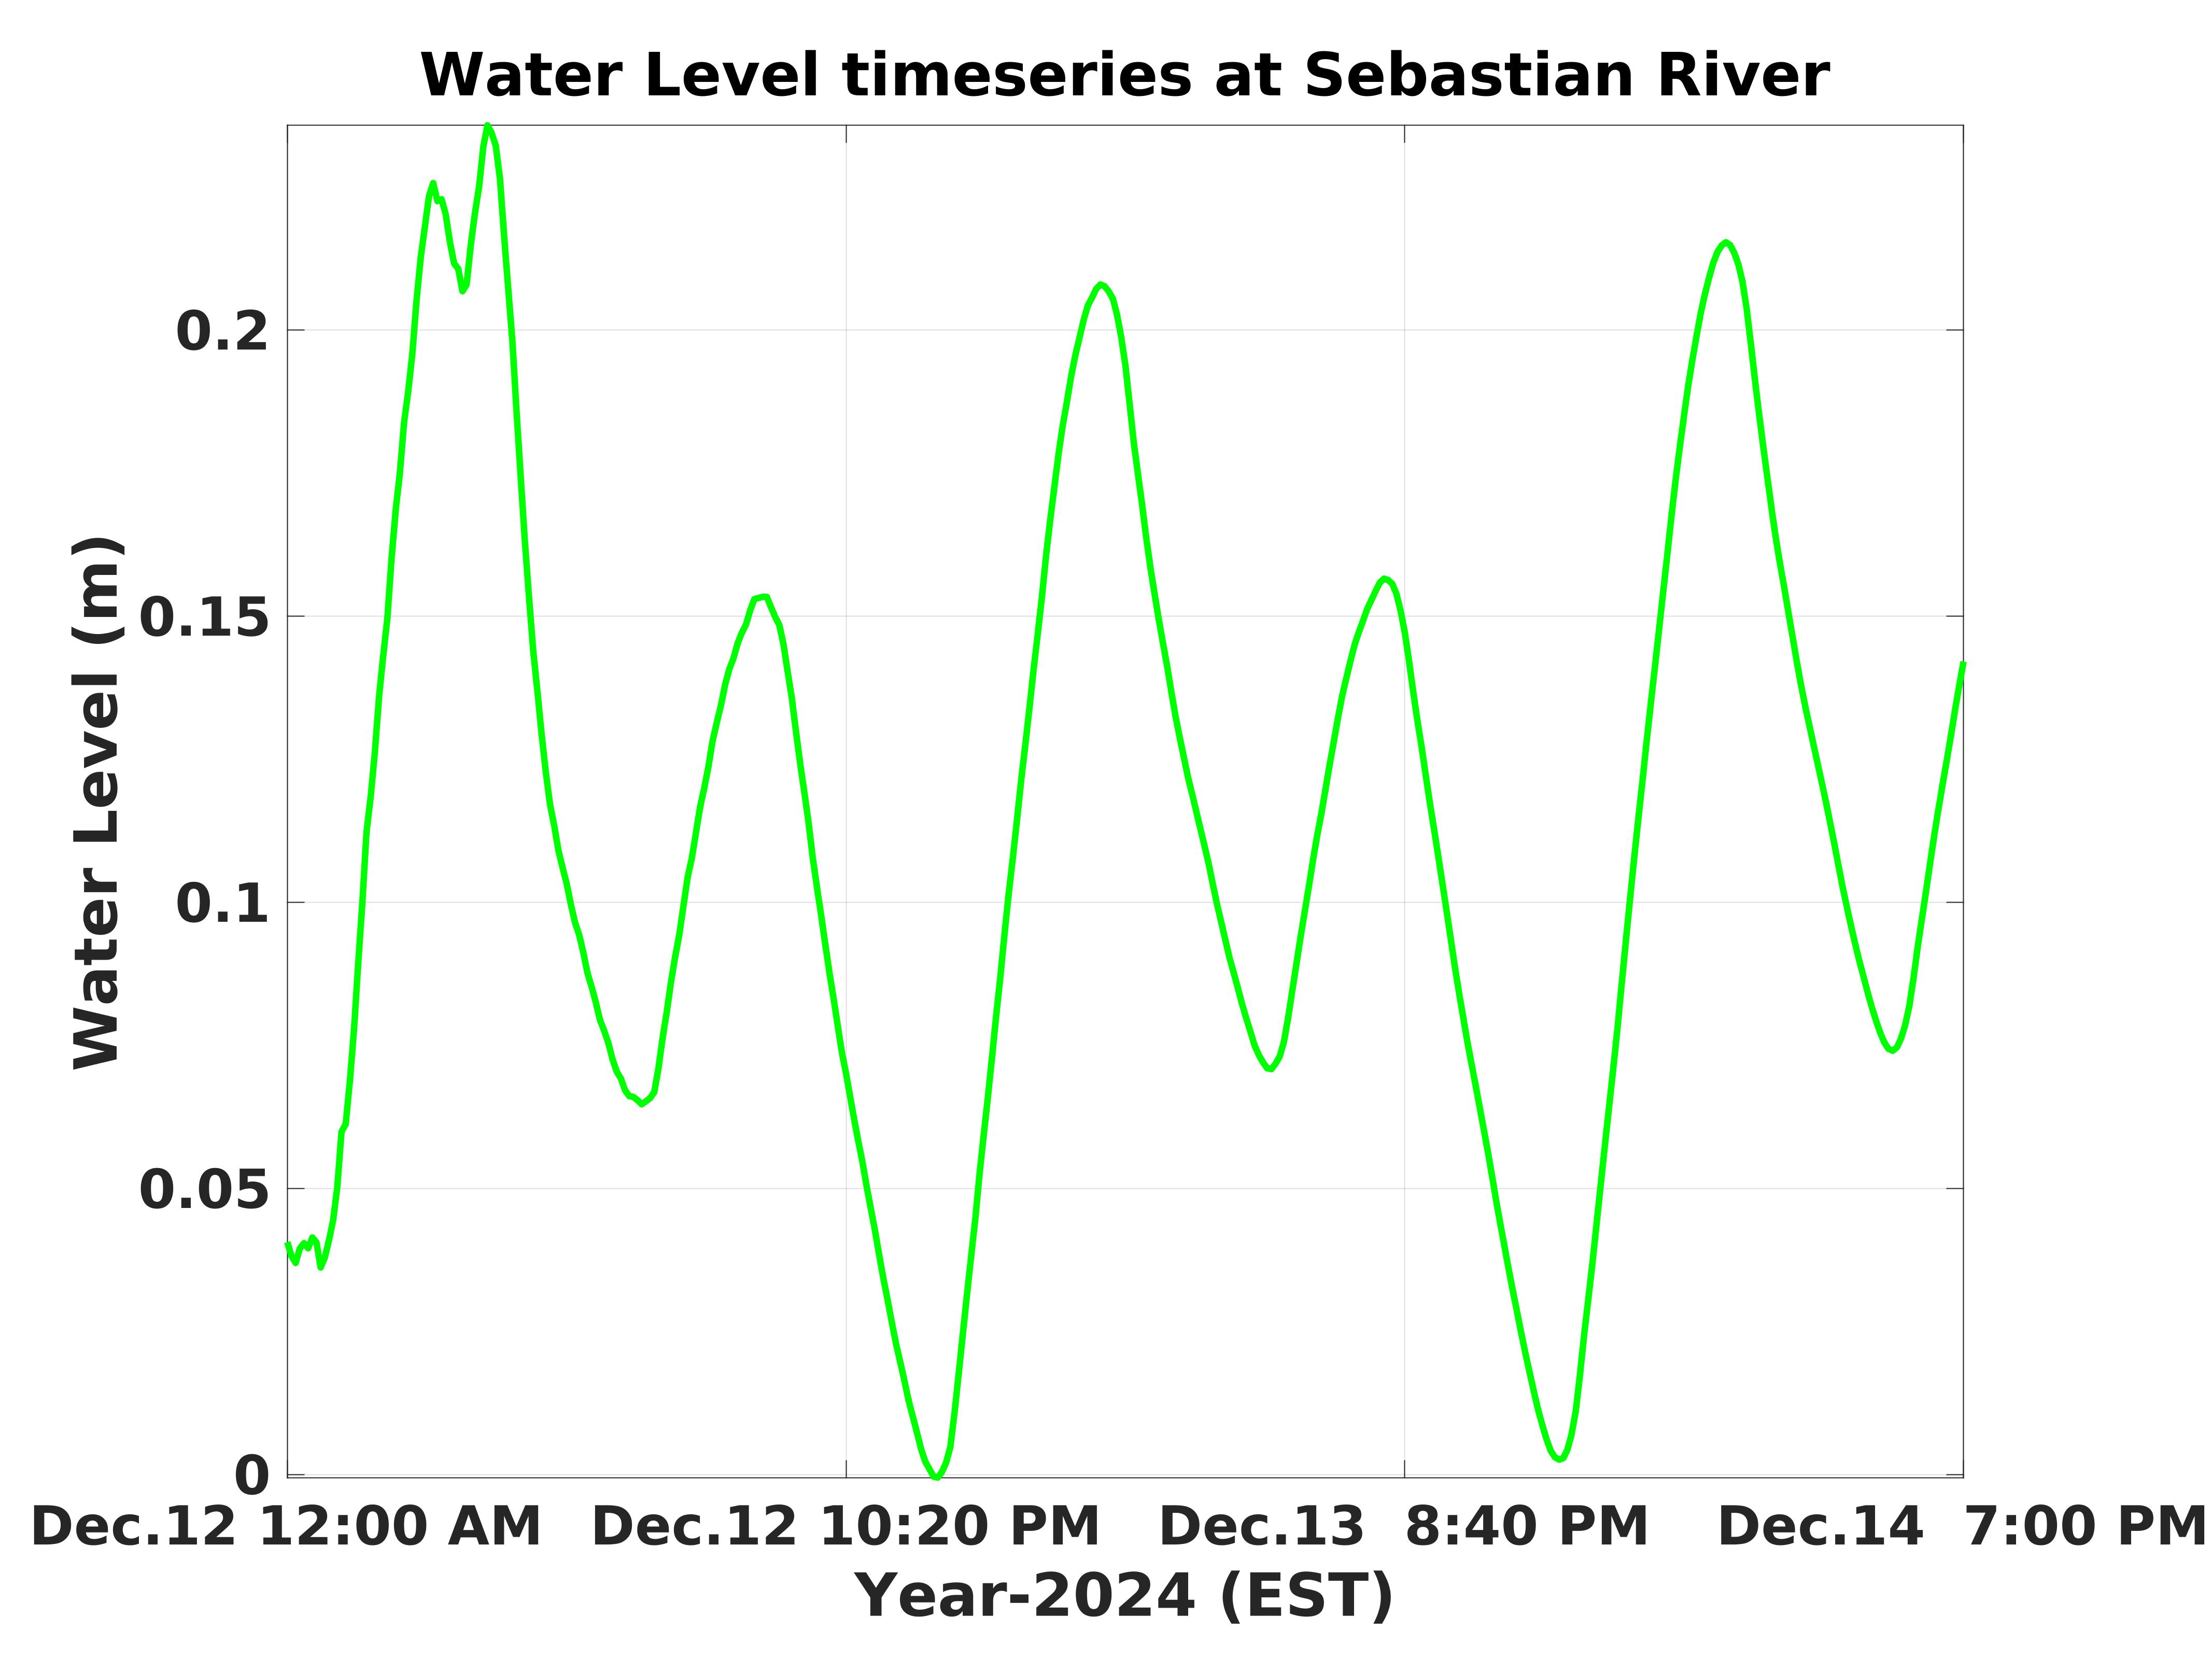 Water Level timeseries at Sebastian River
Water Level (m)
0.2
0.15
0.1
0.05
0
Dec.12 12:00 AM Dec.12 10:20 PM Dec.13 8:40 PM Dec.14 7:00 PM
Year-2024 (EST)